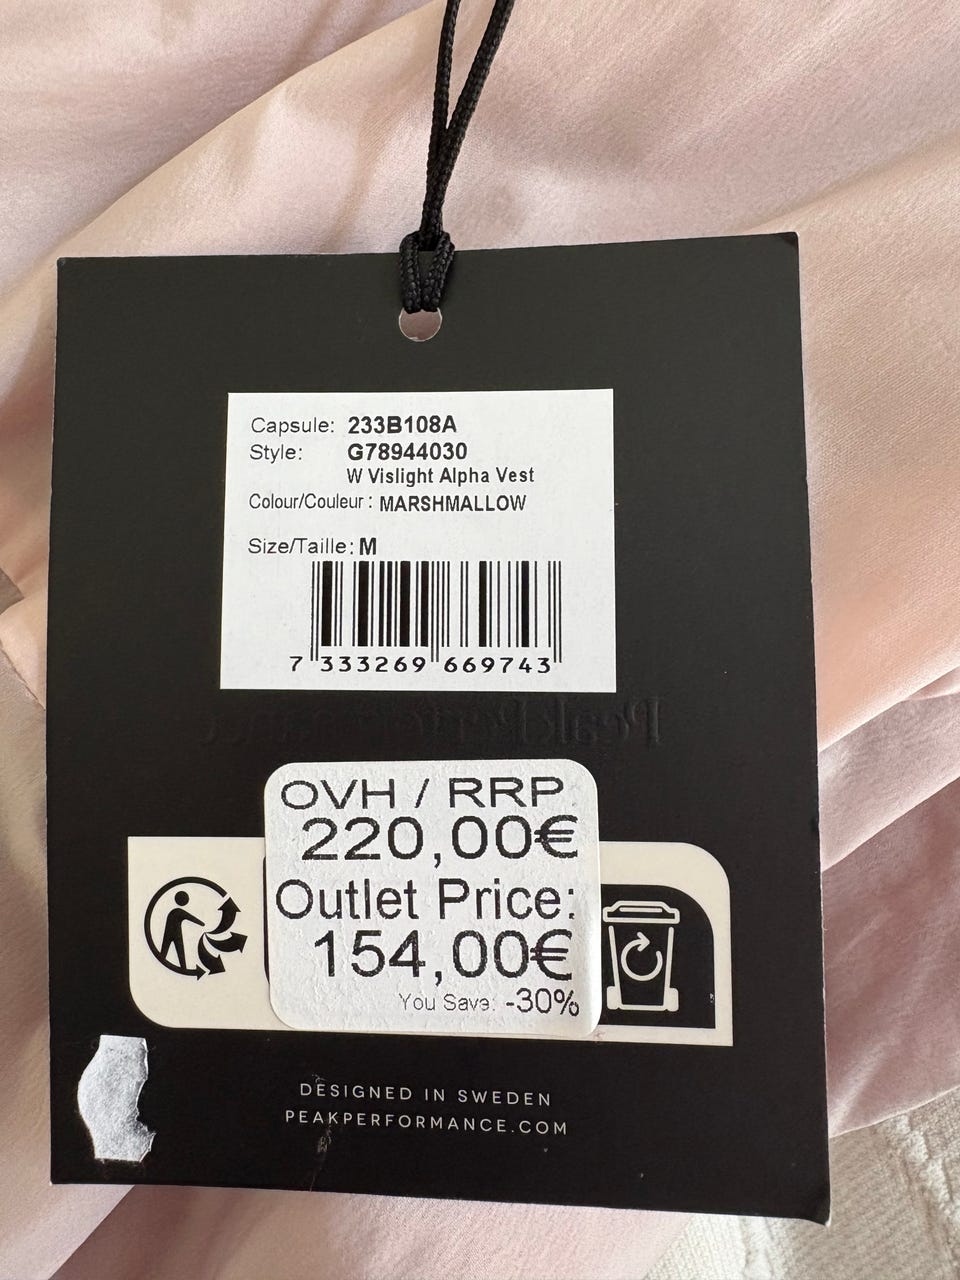 Capsule: 233B108A
Style: G78944030
W Vislight Alpha Vest
Colour/Couleur : MARSHMALLOW
Size/Taille: M
7 333269 669743
PeakPerformance
OVH / RRP
220,00€
Outlet Price:
154,00€
You Save: -30%
DESIGNED IN SWEDEN
PEAKPERFORMANCE.COM